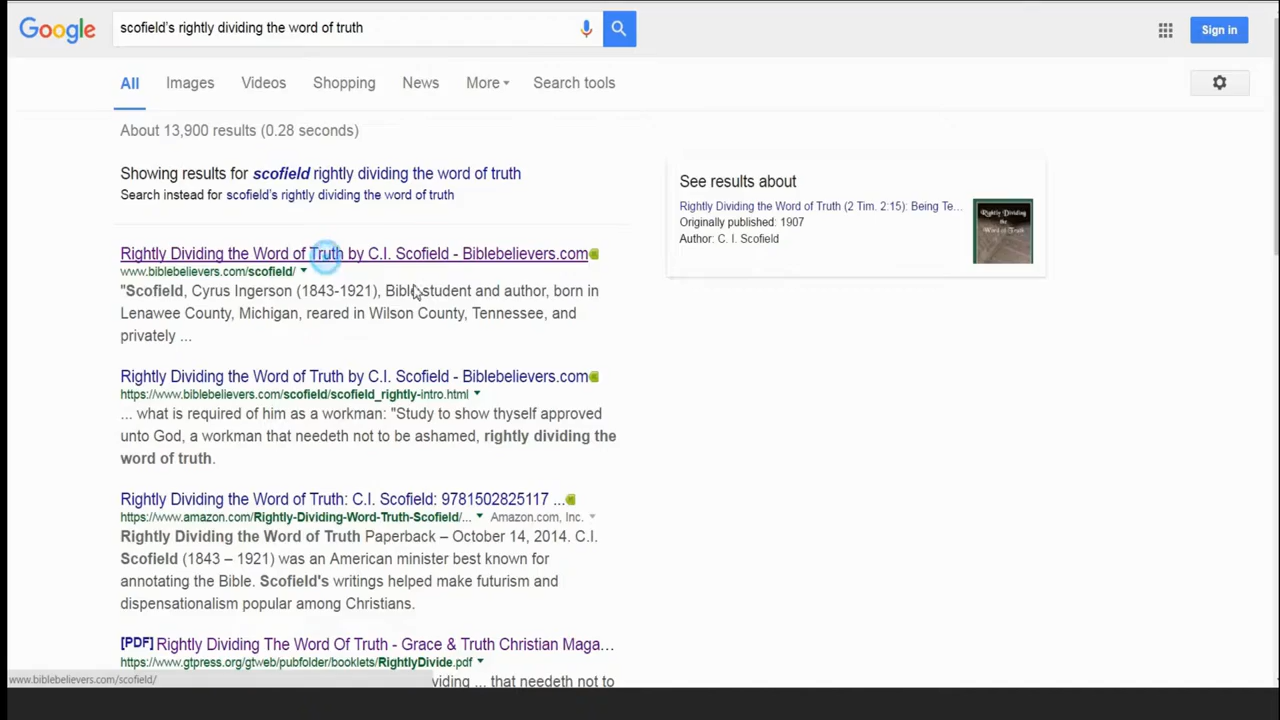 Google
scofield's rightly dividing the word of truth
Sign in
All Images Videos Shopping News More Search tools
About 13,900 results (0.28 seconds)
Showing results for scofield rightly dividing the word of truth
Search instead for scofield's rightly dividing the word of truth
Rightly Dividing the Word of Truth by C.I. Scofield - Biblebelievers.com
www.biblebelievers.com/scofield/
"Scofield, Cyrus Ingerson (1843-1921), Bible student and author, born in
Lenawee County, Michigan, reared in Wilson County, Tennessee, and
privately ...
Rightly Dividing the Word of Truth by C.I. Scofield - Biblebelievers.com
https://www.biblebelievers.com/scofield/scofield_rightly-intro.html
... what is required of him as a workman: "Study to show thyself approved
unto God, a workman that needeth not to be ashamed, rightly dividing the
word of truth.
Rightly Dividing the Word of Truth: C.I. Scofield: 9781502825117 ...
https://www.amazon.com/Rightly-Dividing-Word-Truth-Scofield/... Amazon.com, Inc.
Rightly Dividing the Word of Truth Paperback – October 14, 2014. C.I.
Scofield (1843 – 1921) was an American minister best known for
annotating the Bible. Scofield's writings helped make futurism and
dispensationalism popular among Christians.
[PDF] Rightly Dividing The Word Of Truth - Grace & Truth Christian Maga...
https://www.gtpress.org/gtweb/pubfolder/booklets/RightlyDivide.pdf
viding ... that needeth not to
www.biblebelievers.com/scofield/
See results about
Rightly Dividing the Word of Truth (2 Tim. 2:15): Being Te...
Originally published: 1907
Author: C. I. Scofield
Rightly Dividing
the
Word of Truth